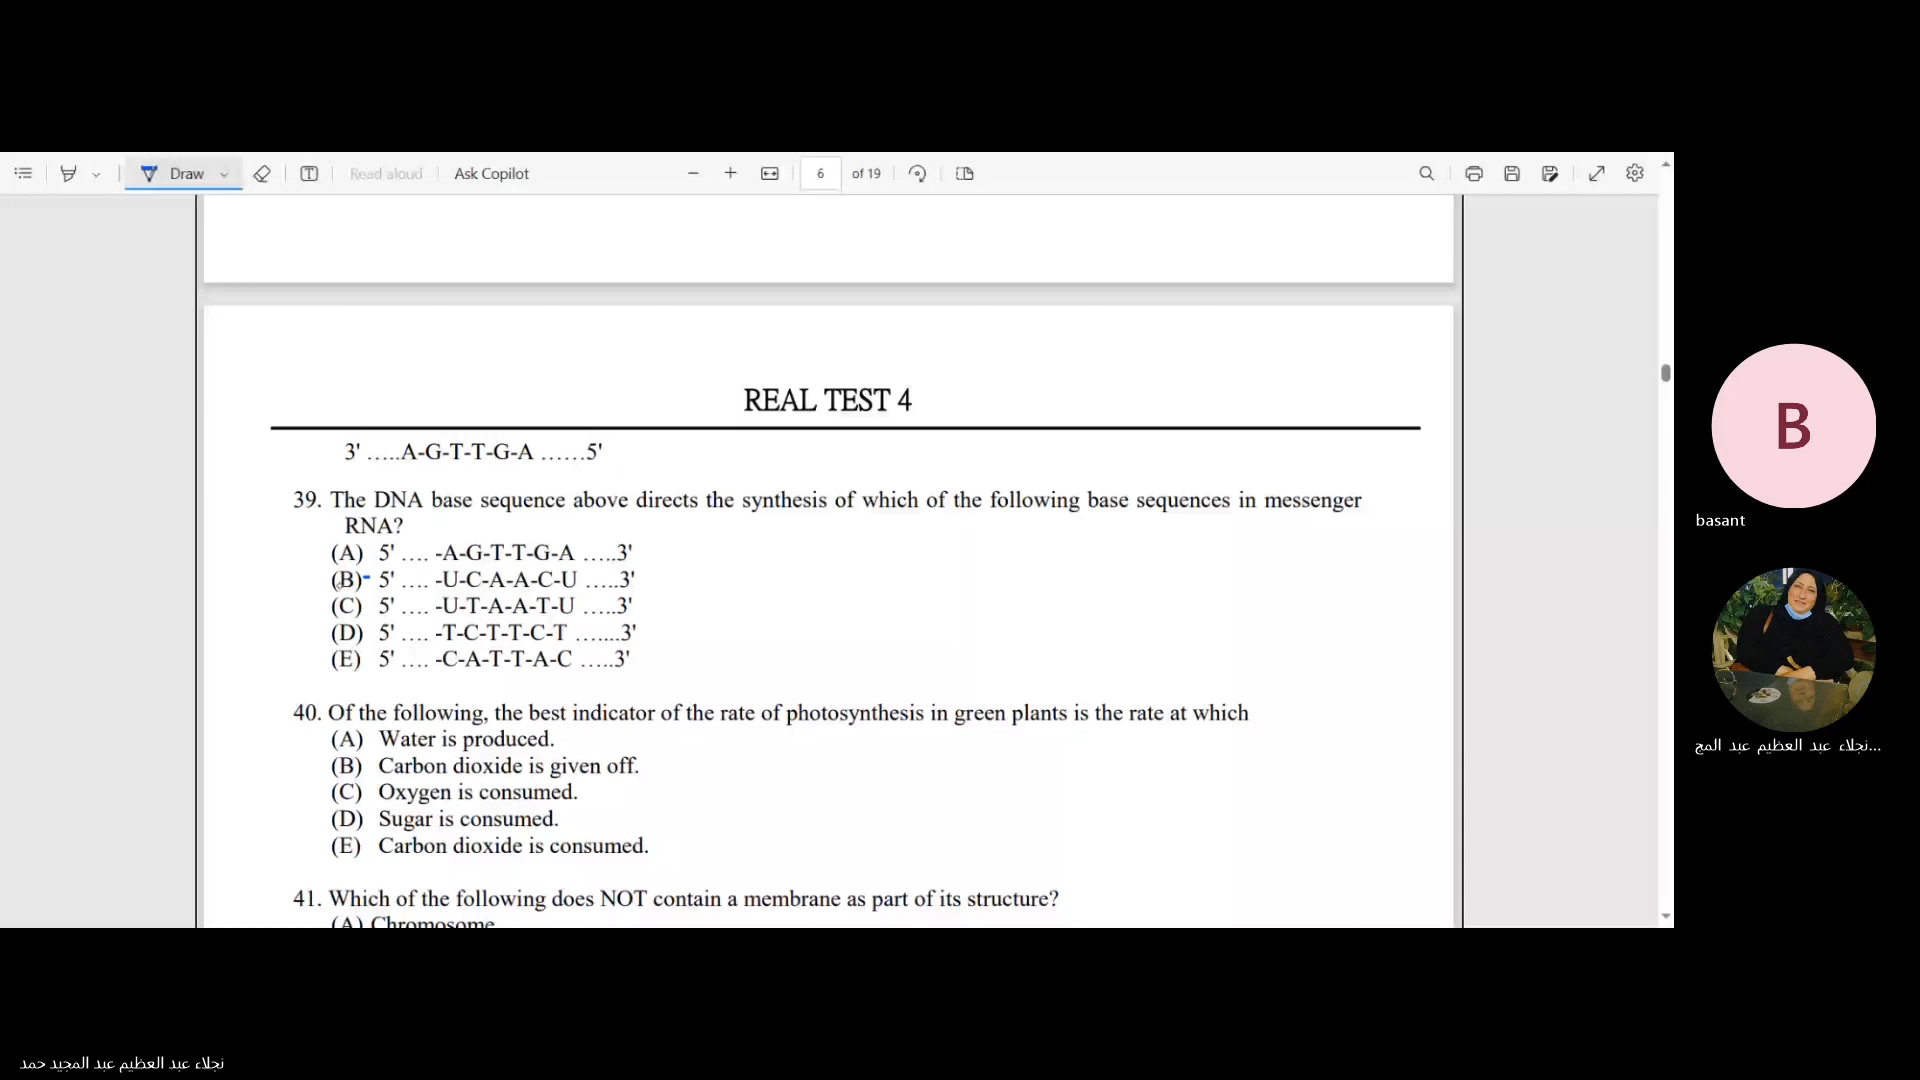 Draw
Read aloud
Ask Copilot
6
of 19
REAL TEST 4
3' …..A-G-T-T-G-A ……5'
39. The DNA base sequence above directs the synthesis of which of the following base sequences in messenger
RNA?
(A) 5' …. -A-G-T-T-G-A …..3'
(B) 5' …. -U-C-A-A-C-U …..3'
(C) 5' …. -U-T-A-A-T-U …..3'
(D) 5' …. -T-C-T-T-C-T …....3'
(E) 5' …. -C-A-T-T-A-C …..3'
40. Of the following, the best indicator of the rate of photosynthesis in green plants is the rate at which
(A) Water is produced.
(B) Carbon dioxide is given off.
(C) Oxygen is consumed.
(D) Sugar is consumed.
(E) Carbon dioxide is consumed.
41. Which of the following does NOT contain a membrane as part of its structure?
(A) Chromosome
B
basant
نجلاء عبد العظيم عبد المج...
نجلاء عبد العظيم عبد المجيد حمد